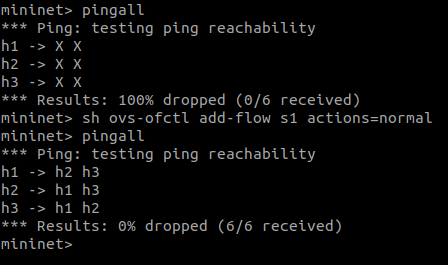 mininet> pingall
*** Ping: testing ping reachability
h1 -> X X
h2 -> X X
h3 -> X X
*** Results: 100% dropped (0/6 received)
mininet> sh ovs-ofctl add-flow s1 actions=normal
mininet> pingall
*** Ping: testing ping reachability
h1 -> h2 h3
h2 -> h1 h3
h3 -> h1 h2
*** Results: 0% dropped (6/6 received)
mininet>